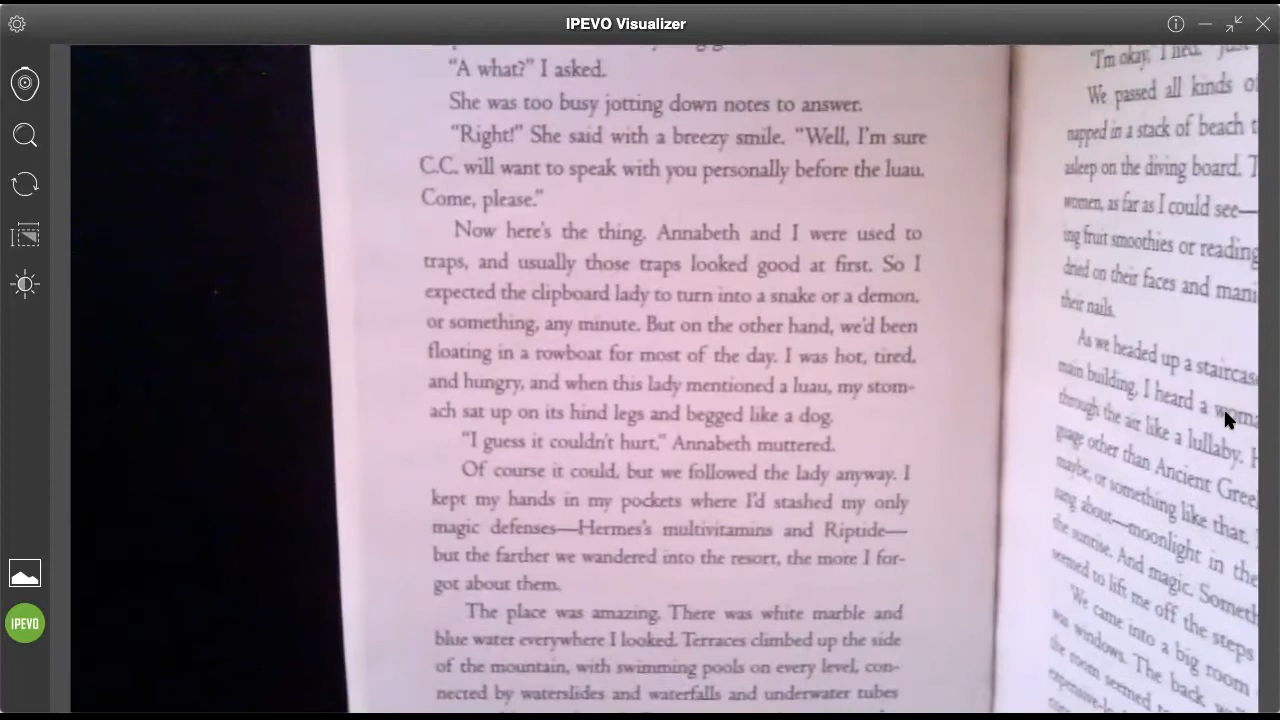 IPEVO Visualizer
"A what?" I asked.
She was too busy jotting down notes to answer.
"Right!" She said with a breezy smile. "Well, I'm sure
C.C. will want to speak with you personally before the luau.
Come, please."
Now here's the thing. Annabeth and I were used to
traps, and usually those traps looked good at first. So I
expected the clipboard lady to turn into a snake or a demon,
or something, any minute. But on the other hand, we'd been
floating in a rowboat for most of the day. I was hot, tired,
and hungry, and when this lady mentioned a luau, my stom-
ach sat up on its hind legs and begged like a dog.
"I guess it couldn't hurt," Annabeth muttered.
Of course it could, but we followed the lady anyway. I
kept my hands in my pockets where I'd stashed my only
magic defenses—Hermes's multivitamins and Riptide—
but the farther we wandered into the resort, the more I for-
got about them.
The place was amazing. There was white marble and
blue water everywhere I looked. Terraces climbed up the side
of the mountain, with swimming pools on every level, con-
nected by waterslides and waterfalls and underwater tubes
"I'm okay," I lied. "Just
We passed all kinds of
napped in a stack of beach
asleep on the diving board.
women, as far as I could see—
ing fruit smoothies or reading
dried on their faces and mani
their nails.
As we headed up a staircase
main building, I heard a woma
through the air like a lullaby.
guage other than Ancient Gree
maybe, or something like that.
sang about—moonlight in the
the sunrise. And magic. Someth
seemed to lift me off the steps
We came into a big room
was windows. The back
the room seemed
IPEVO